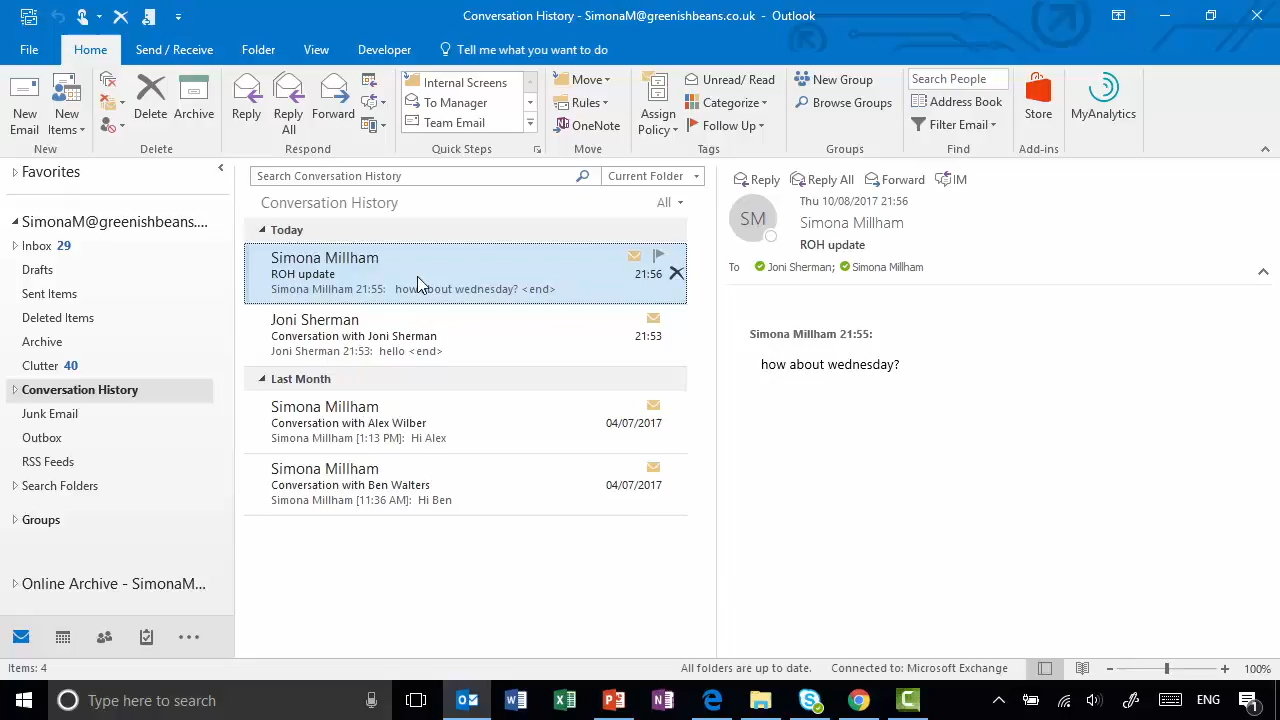 Conversation History - SimonaM@greenishbeans.co.uk - Outlook
File Home Send / Receive Folder View Developer Tell me what you want to do
New Email
New Items
New
Delete
Archive
Delete
Reply
Reply All
Forward
Respond
Internal Screens
To Manager
Team Email
Quick Steps
Move
Rules
OneNote
Move
Assign Policy
Unread/ Read
Categorize
Follow Up
Tags
New Group
Browse Groups
Groups
Search People
Address Book
Filter Email
Find
Store
Add-ins
MyAnalytics
Favorites
SimonaM@greenishbeans....
Inbox 29
Drafts
Sent Items
Deleted Items
Archive
Clutter 40
Conversation History
Junk Email
Outbox
RSS Feeds
Search Folders
Groups
Online Archive - SimonaM...
Search Conversation History
Current Folder
Conversation History
All
Today
Simona Millham
ROH update 21:56
Simona Millham 21:55: how about wednesday? <end>
Joni Sherman
Conversation with Joni Sherman 21:53
Joni Sherman 21:53: hello <end>
Last Month
Simona Millham
Conversation with Alex Wilber 04/07/2017
Simona Millham [1:13 PM]: Hi Alex
Simona Millham
Conversation with Ben Walters 04/07/2017
Simona Millham [11:36 AM]: Hi Ben
Reply Reply All Forward IM
Thu 10/08/2017 21:56
SM
Simona Millham
ROH update
To Joni Sherman; Simona Millham
Simona Millham 21:55:
how about wednesday?
Items: 4
All folders are up to date.
Connected to: Microsoft Exchange
100%
Type here to search
ENG
1